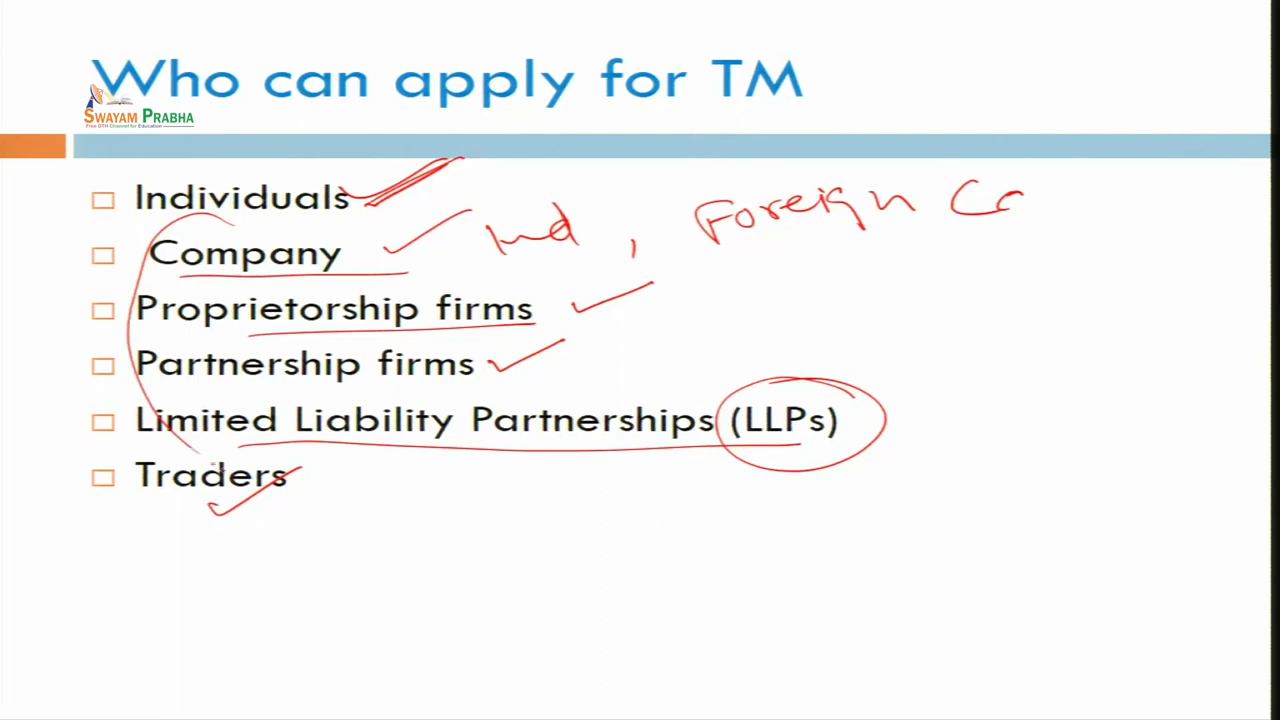 Who can apply for TM
SWAYAM PRABHA
Free DTH Channel for Education
Individuals
Company Ind, Foreign Co
Proprietorship firms
Partnership firms
Limited Liability Partnerships (LLPs)
Traders